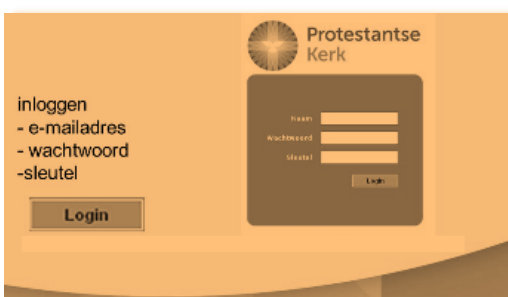 Protestantse
Kerk
inloggen
- e-mailadres
- wachtwoord
-sleutel
Login
Naam
Wachtwoord
Sleutel
Login